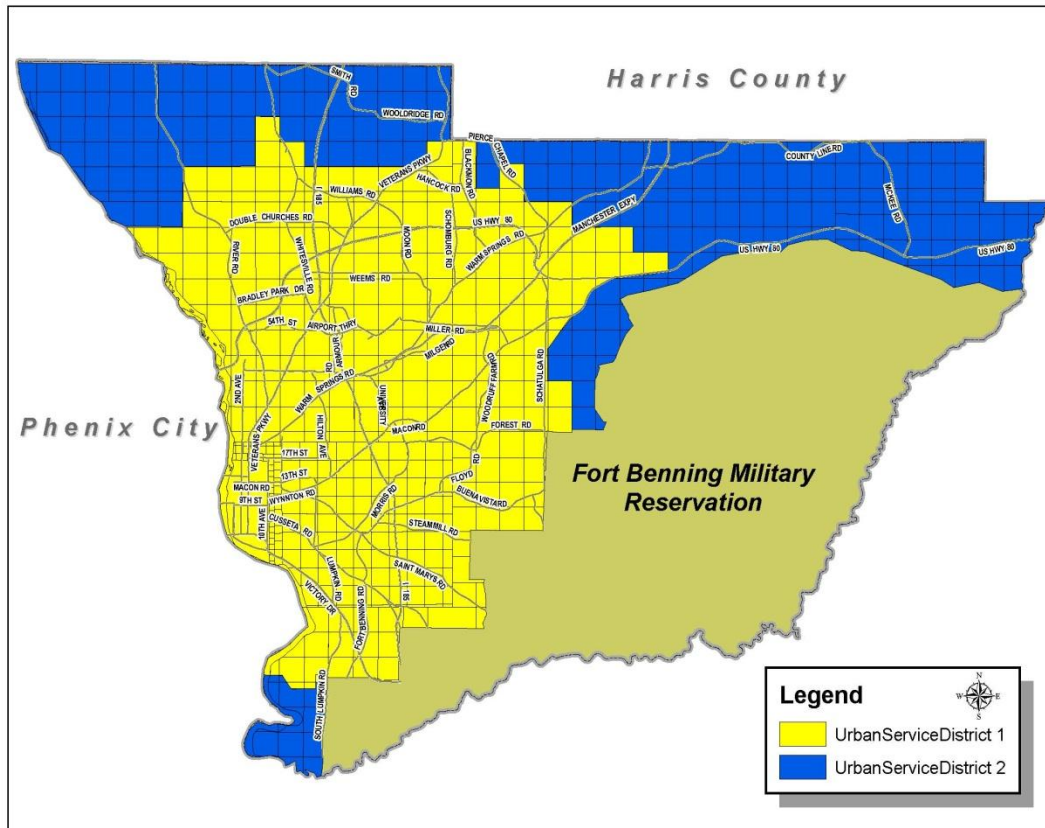 Harris County
SMITH RD
WOOLDRIDGE RD
PIERCE CHAPEL RD
COUNTY LINE RD
BLACKMON RD
VETERANS PKWY
HANCOCK RD
WILLIAMS RD
I 185
MCKEE RD
MANCHESTER EXPY
DOUBLE CHURCHES RD
US HWY 80
SCHOMBURG RD
MOON RD
WARM SPRINGS RD
WHITESVILLE RD
RIVER RD
US HWY 80
US HWY 80
WEEMS RD
BRADLEY PARK DR
54TH ST
AIRPORT THRY
MILLER RD
ARMOUR RD
MILGEN RD
WOODRUFF FARM RD
SCHATULGA RD
2ND AVE
WARM SPRINGS RD
UNIVERSITY
HILTON AVE
Phenix City
VETERANS PKWY
MACON RD
FOREST RD
17TH ST
13TH ST
FLOYD RD
Fort Benning Military
Reservation
MACON RD
WYNNTON RD
9TH ST
BUENA VISTA RD
MORRIS RD
10TH AVE
CUSSETA RD
STEAM MILL RD
SAINT MARYS RD
LUMPKIN RD
VICTORY DR
I 185
FORT BENNING RD
SOUTH LUMPKIN RD
Legend
N
W E
S
UrbanServiceDistrict 1
UrbanServiceDistrict 2